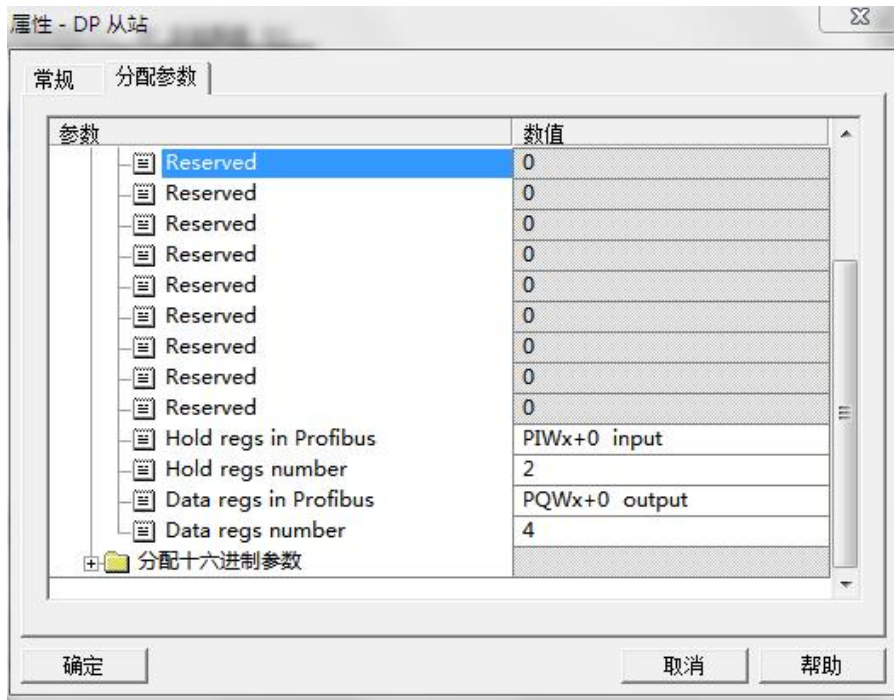 属性 - DP 从站
常规 分配参数
参数 数值
Reserved 0
Reserved 0
Reserved 0
Reserved 0
Reserved 0
Reserved 0
Reserved 0
Reserved 0
Reserved 0
Hold regs in Profibus PIWx+0 input
Hold regs number 2
Data regs in Profibus PQWx+0 output
Data regs number 4
分配十六进制参数
确定 取消 帮助